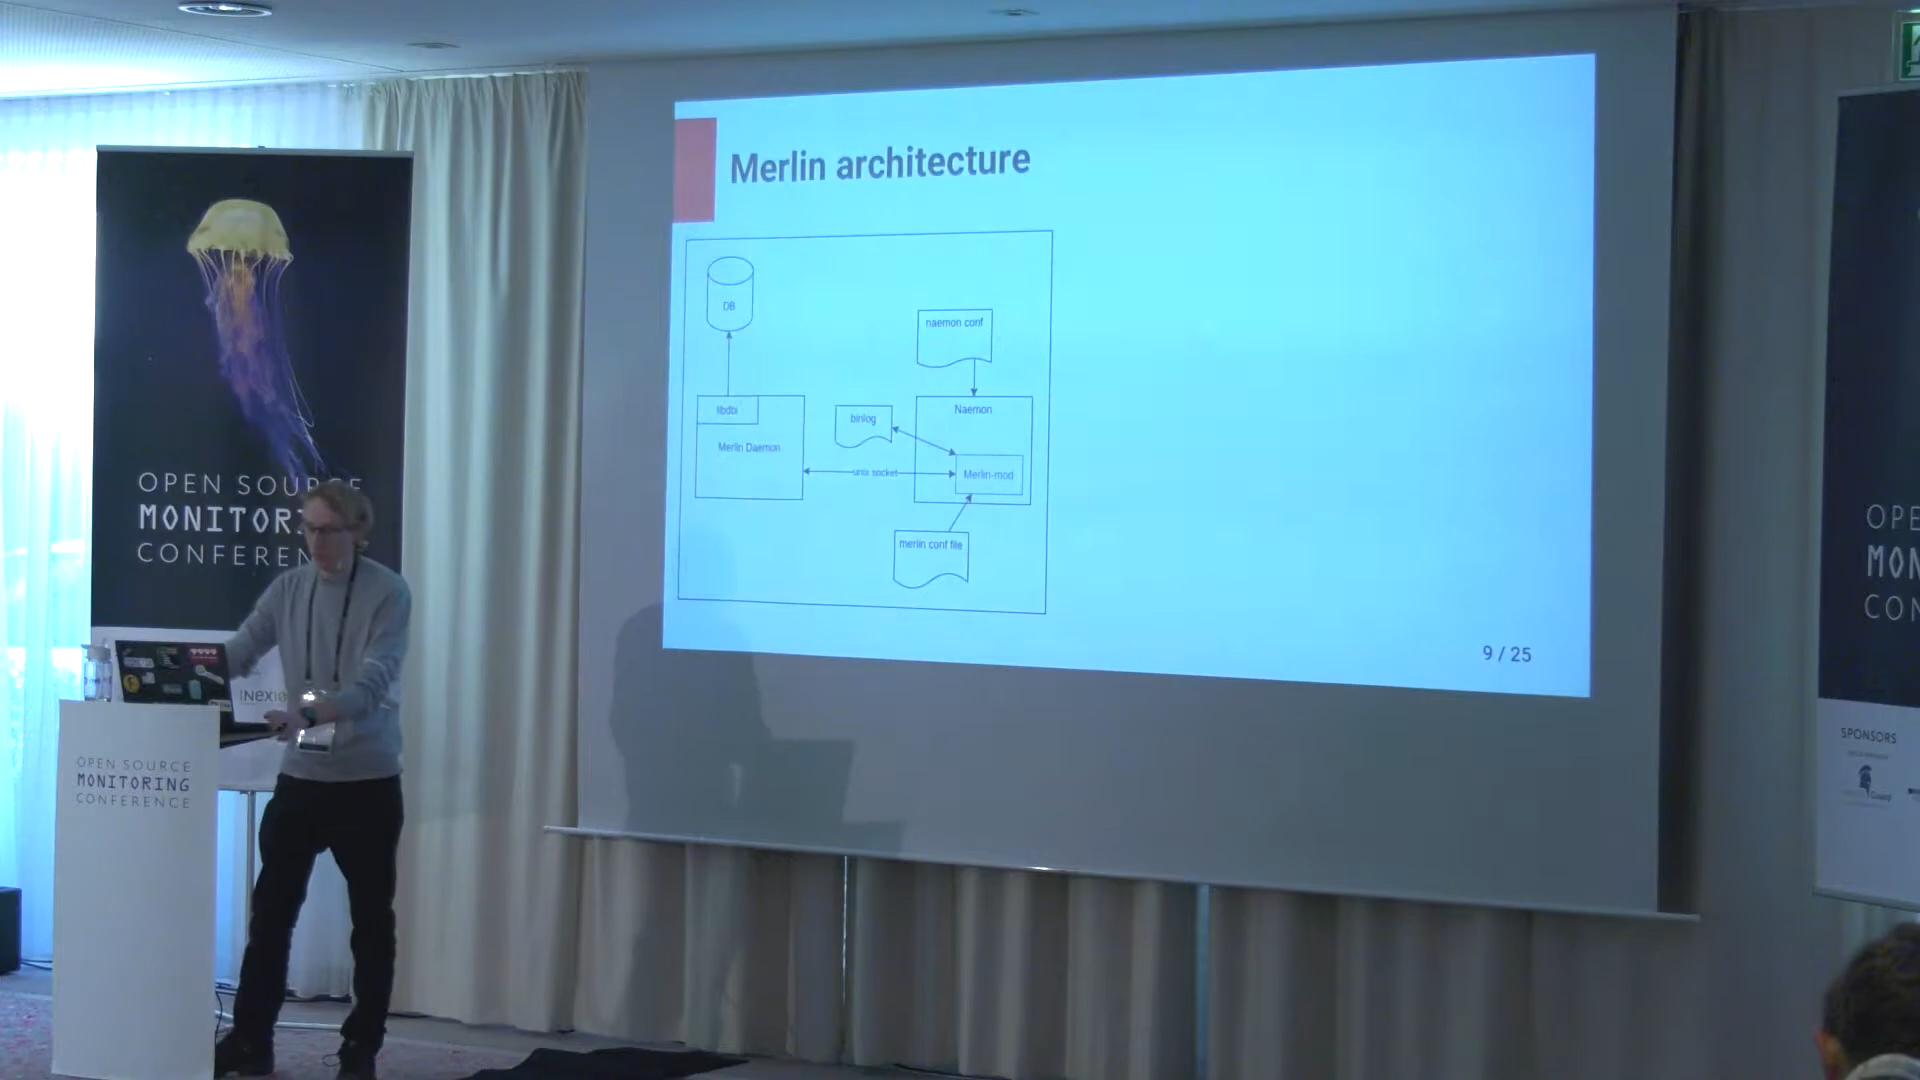 Merlin architecture
DB
naemon conf
libdbi
Merlin Daemon
binlog
Naemon
unix socket
Merlin-mod
merlin conf file
9 / 25
OPEN SOURCE
MONITORI
CONFEREN
OPEN SOURCE
MONITORING
CONFERENCE
OPE
MON
CON
SPONSORS